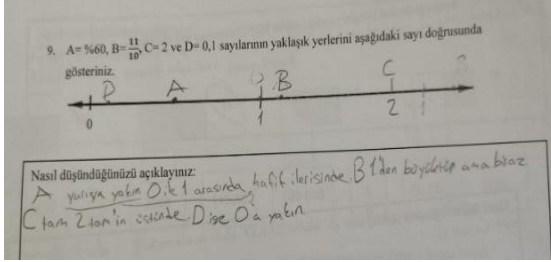 9. A= %60, B= 11/10, C= 2 ve D= 0,1 sayılarının yaklaşık yerlerini aşağıdaki sayı doğrusunda
gösteriniz.
D A B C
0 1 2
Nasıl düşündüğünüzü açıklayınız:
A yarıya yakın 0 ile 1 arasında hafif ilerisinde. B 1'den büyüktür ama biraz
C tam 2 tam'in üstünde. D ise 0'a yakın